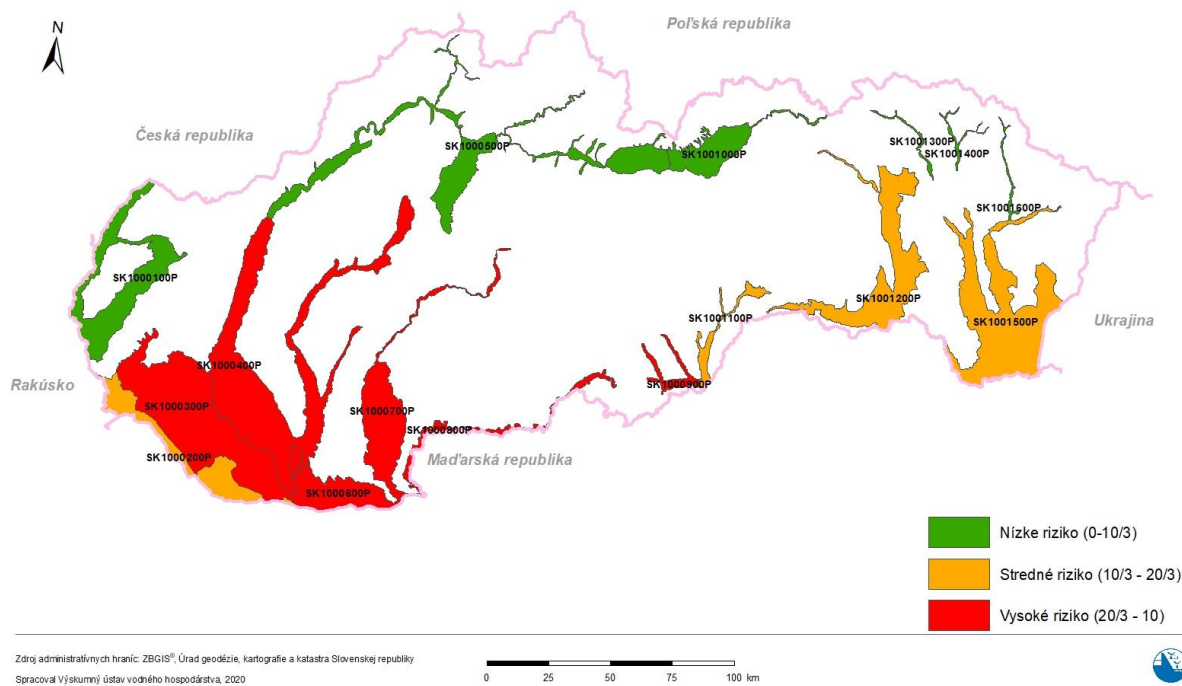 N
Poľská republika
Česká republika
SK1000500P
SK1001000P
SK1001300P
SK1001400P
SK1001600P
SK1000100P
SK1001200P
SK1001100P
SK1001500P
Ukrajina
Rakúsko
SK1000400P
SK1000900P
SK1000300P
SK1000700P
SK1000800P
SK1000200P
Maďarská republika
SK1000600P
Nízke riziko (0-10/3)
Stredné riziko (10/3 - 20/3)
Vysoké riziko (20/3 - 10)
Zdroj administratívnych hraníc: ZBGIS®, Úrad geodézie, kartografie a katastra Slovenskej republiky
Spracoval Výskumný ústav vodného hospodárstva, 2020
0 25 50 75 100 km